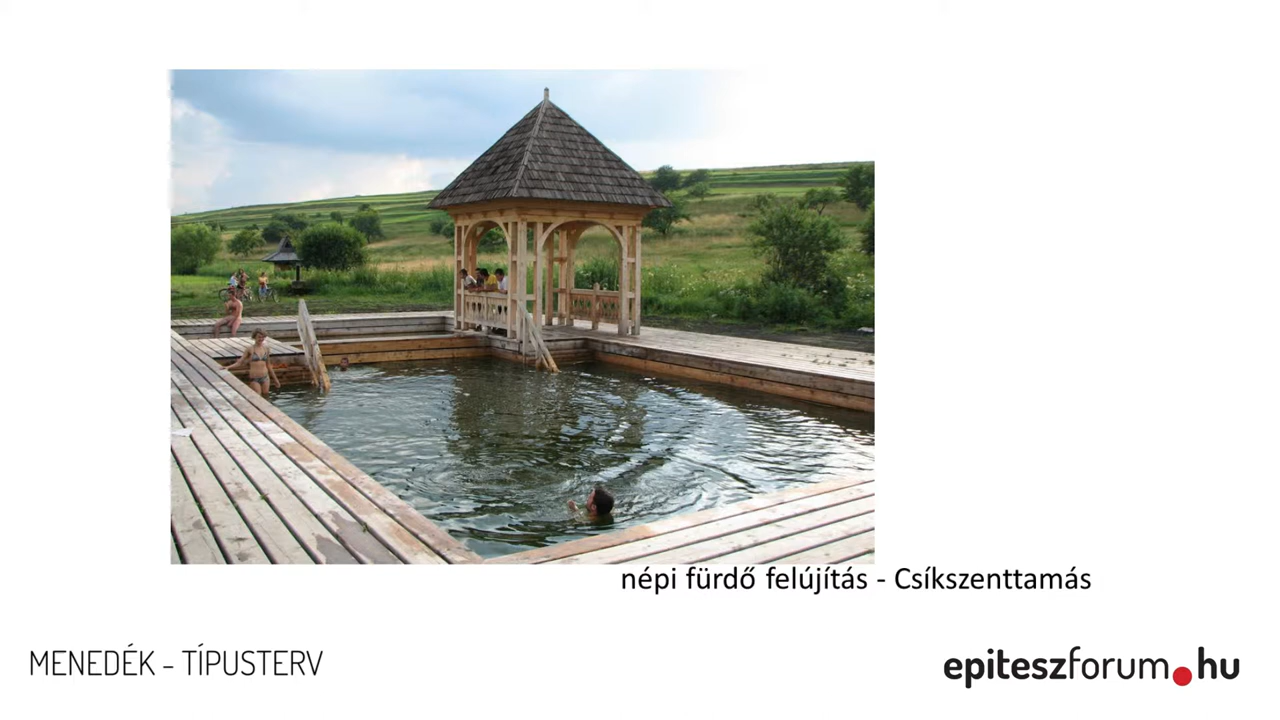 népi fürdő felújítás - Csíkszenttamás
MENEDÉK - TÍPUSTERV
epiteszforum.hu